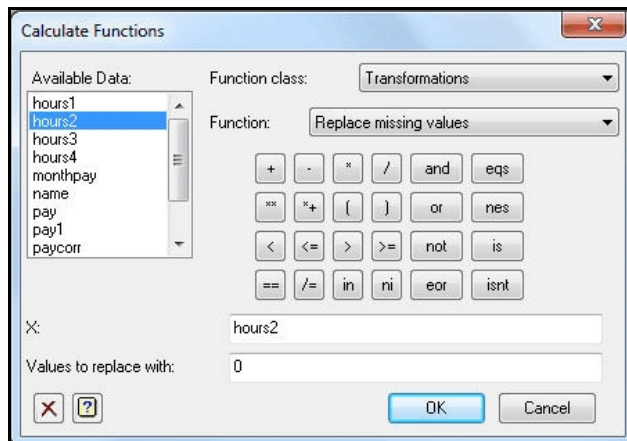 Calculate Functions
Available Data:
hours1
hours2
hours3
hours4
monthpay
name
pay
pay1
paycorr
Function class: Transformations
Function: Replace missing values
+ - * / and eqs
** *+ ( ) or nes
< <= > >= not is
== /= in ni eor isnt
X: hours2
Values to replace with: 0
OK Cancel